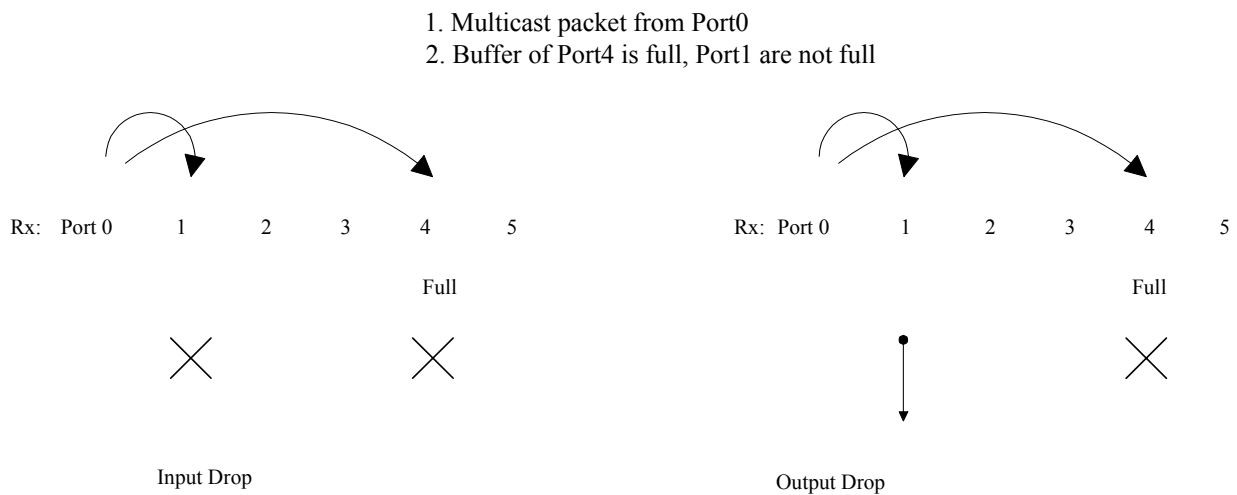 1. Multicast packet from Port0
2. Buffer of Port4 is full, Port1 are not full
Rx: Port 0 1 2 3 4 5
Full
Input Drop
Rx: Port 0 1 2 3 4 5
Full
Output Drop